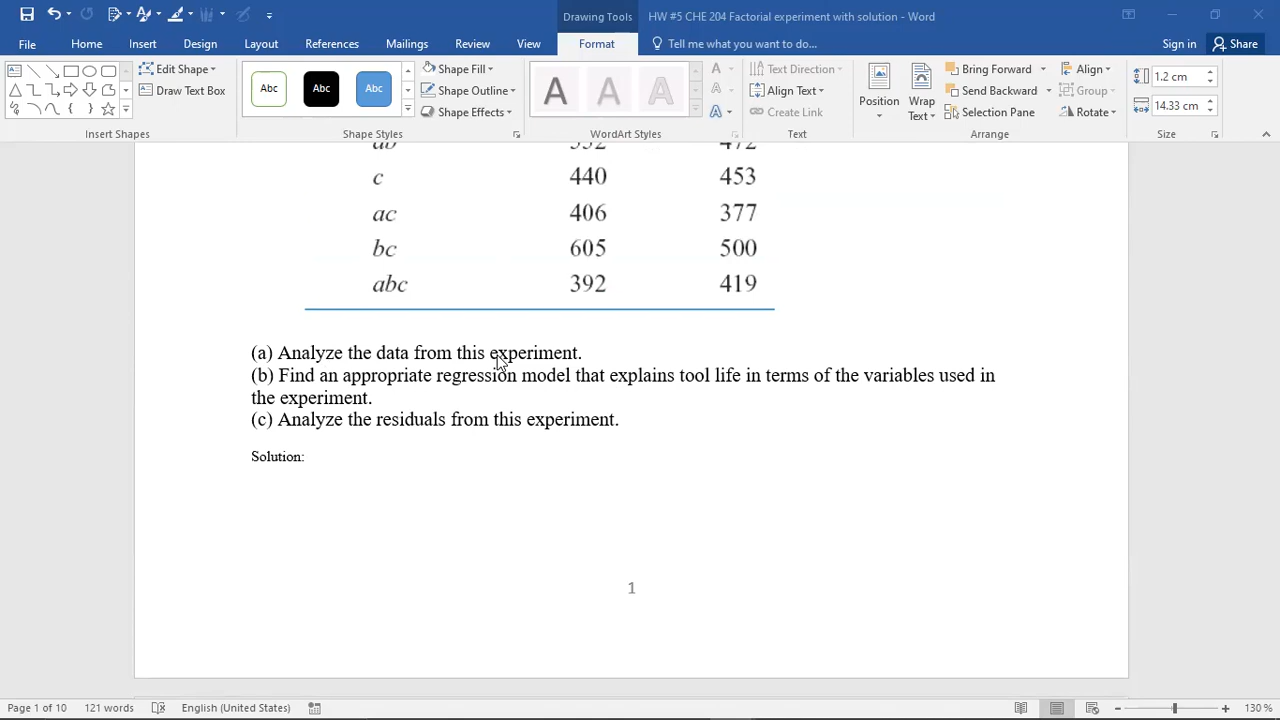 Drawing Tools
HW #5 CHE 204 Factorial experiment with solution - Word
File Home Insert Design Layout References Mailings Review View Format Tell me what you want to do... Sign in Share
Edit Shape
Draw Text Box
Insert Shapes
Abc Abc Abc
Shape Fill
Shape Outline
Shape Effects
Shape Styles
A A A
WordArt Styles
Text Direction
Align Text
Create Link
Text
Position
Wrap Text
Bring Forward
Send Backward
Selection Pane
Align
Group
Rotate
Arrange
1.2 cm
14.33 cm
Size
ab 552 472
c 440 453
ac 406 377
bc 605 500
abc 392 419
(a) Analyze the data from this experiment.
(b) Find an appropriate regression model that explains tool life in terms of the variables used in
the experiment.
(c) Analyze the residuals from this experiment.
Solution:
1
Page 1 of 10 121 words English (United States) 130 %